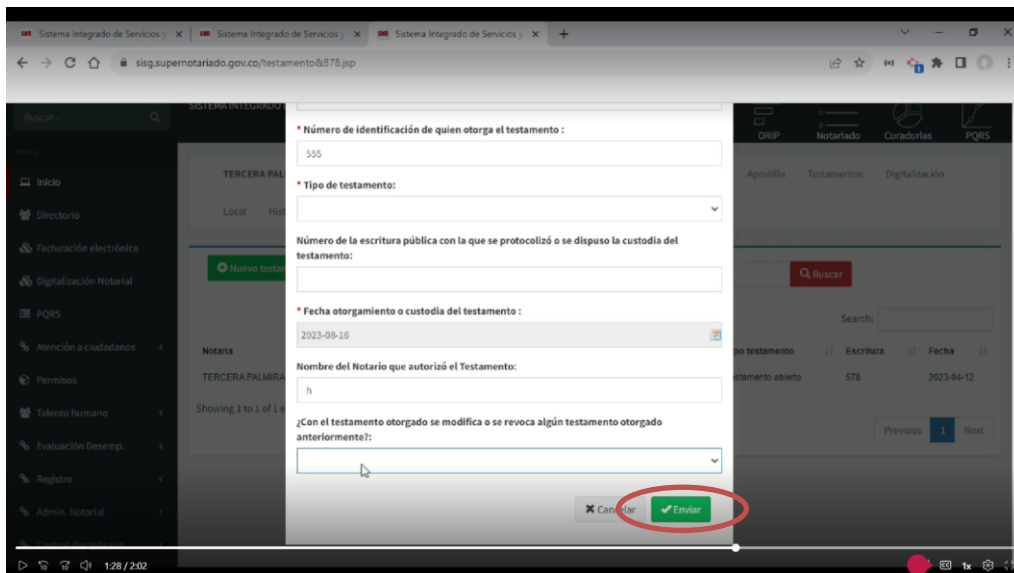 Sistema Integrado de Servicios y
Sistema Integrado de Servicios y
Sistema Integrado de Servicios y
sisg.supernotariado.gov.co/testamento&878.jsp
Buscar...
SISTEMA INTEGRADO
ORIP
Notariado
Curadurias
PQRS
Menu
Inicio
Directorio
Facturación electrónica
Digitalización Notarial
PQRS
Atención a ciudadanos
Permisos
Talento humano
Evaluación Desemp.
Registro
Admin. Notarial
Control disciplinario
TERCERA PAL
Apostilla
Testamentos
Digitalización
Local
Hist
Nuevo testa
Buscar
Search:
Notaria
po testamento
Escritura
Fecha
TERCERA PALMIRA
estamento abierto
578
2023-04-12
Showing 1 to 1 of 1 e
Previous
1
Next
* Número de identificación de quien otorga el testamento :
555
* Tipo de testamento:
Número de la escritura pública con la que se protocolizó o se dispuso la custodia del
testamento:
* Fecha otorgamiento o custodia del testamento :
2023-08-16
Nombre del Notario que autorizó el Testamento:
h
¿Con el testamento otorgado se modifica o se revoca algún testamento otorgado
anteriormente?:
Cancelar
Enviar
10
10
1:28 / 2:02
CC
1x